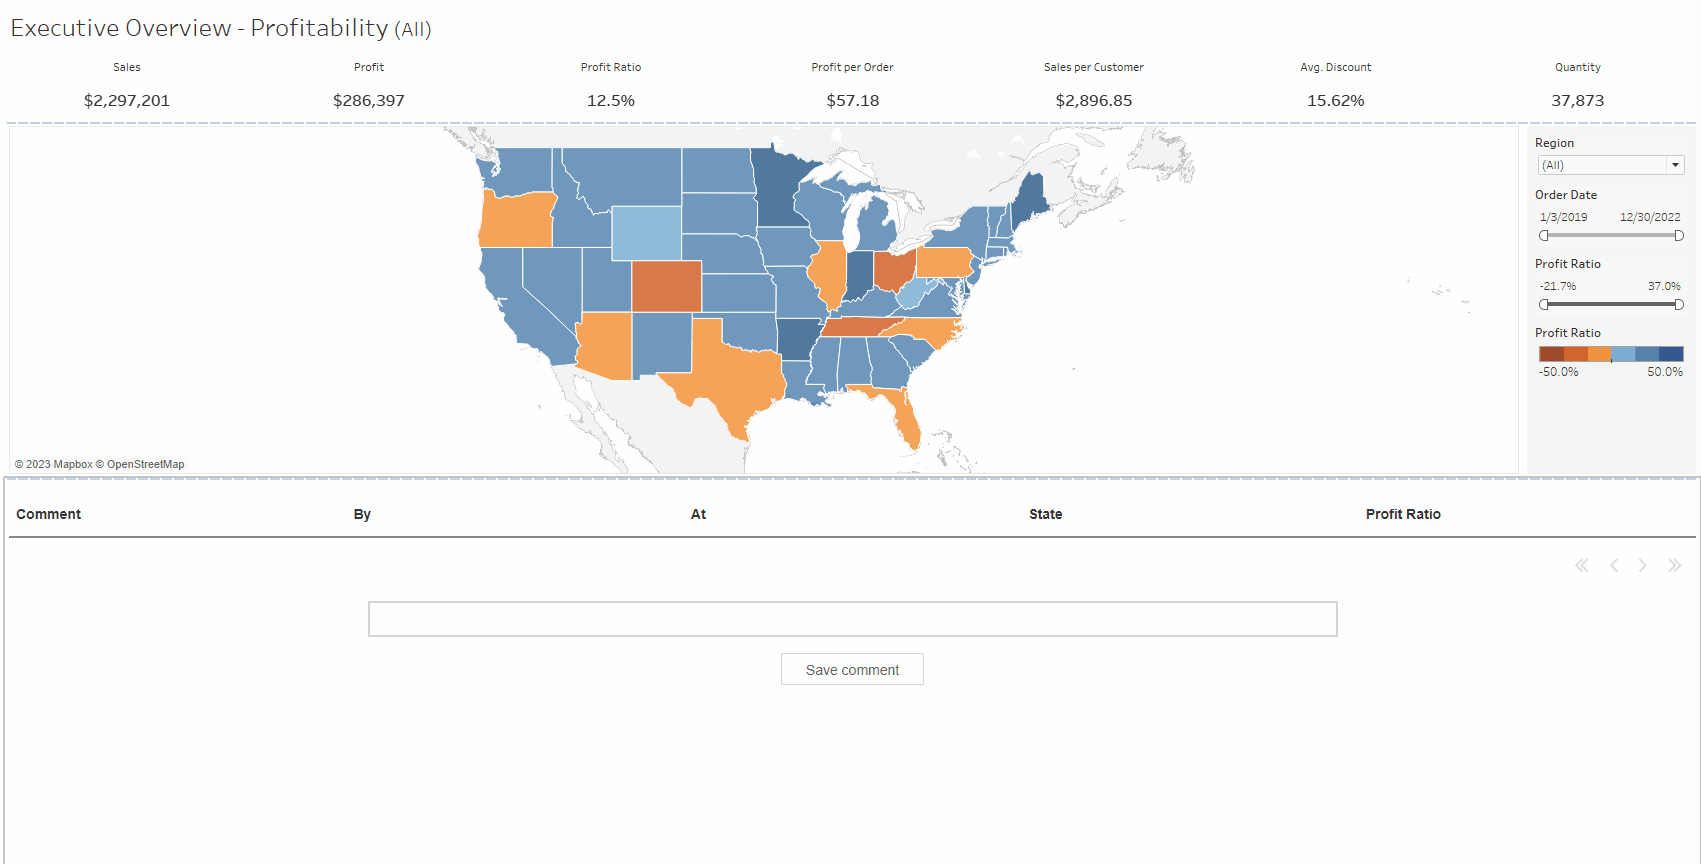 Executive Overview - Profitability (All)
Sales Profit Profit Ratio Profit per Order Sales per Customer Avg. Discount Quantity
$2,297,201 $286,397 12.5% $57.18 $2,896.85 15.62% 37,873
Region
(All)
Order Date
1/3/2019 12/30/2022
Profit Ratio
-21.7% 37.0%
Profit Ratio
-50.0% 50.0%
© 2023 Mapbox © OpenStreetMap
Comment By At State Profit Ratio
Save comment